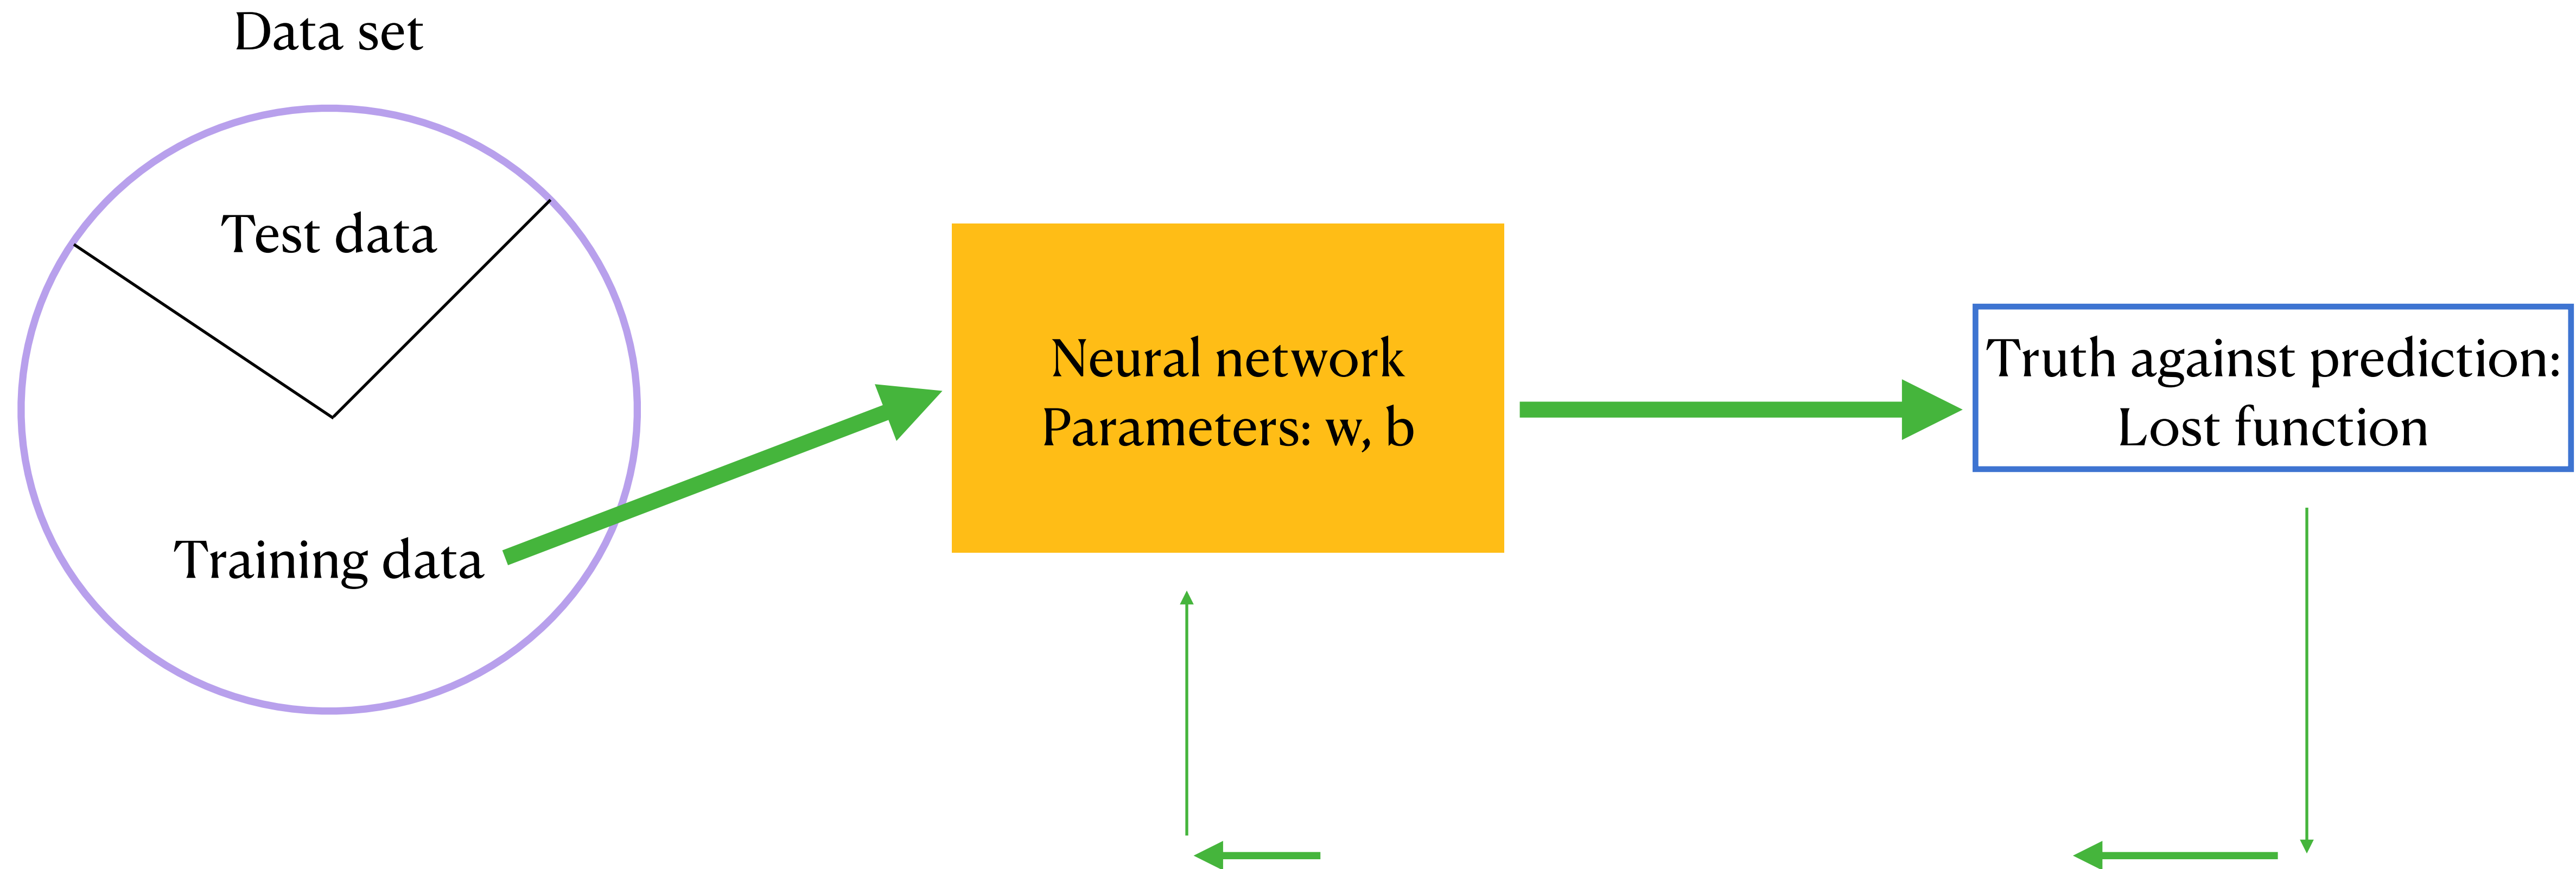 Data set
Test data
Training data
Neural network
Parameters: w, b
Truth against prediction:
Lost function